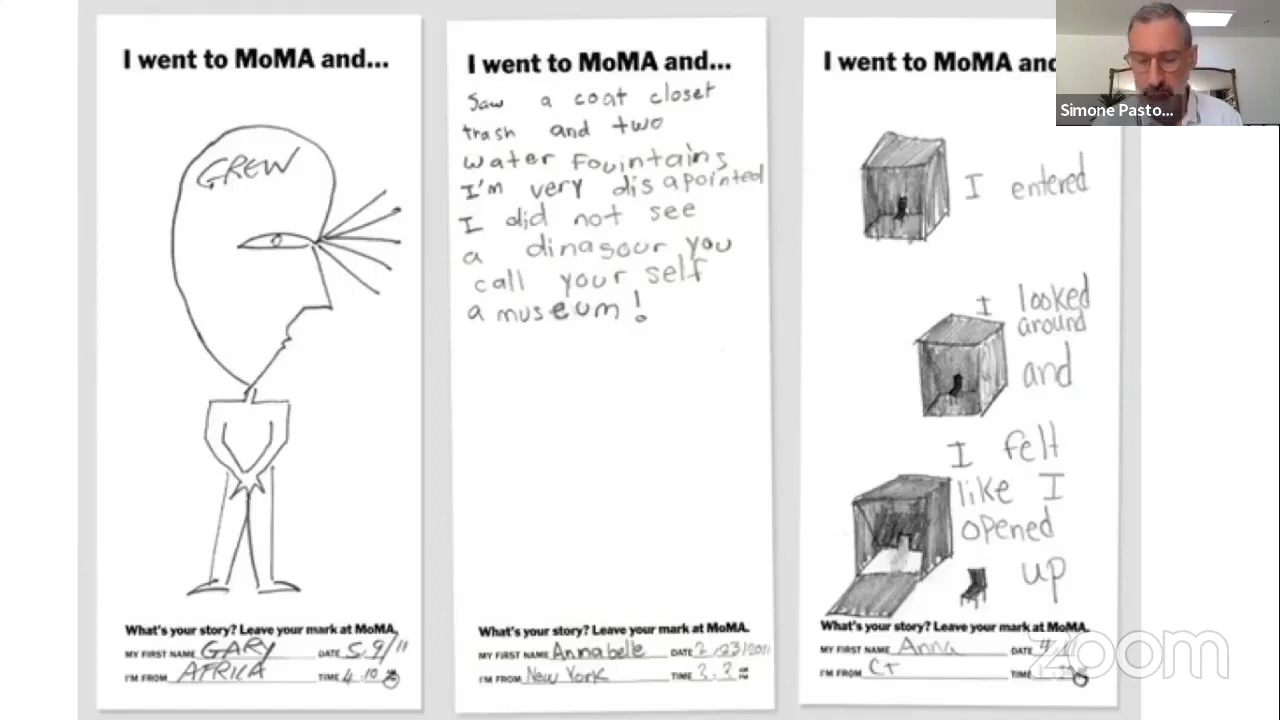 I went to MoMA and...
GREW
What's your story? Leave your mark at MoMA.
MY FIRST NAME GARY DATE 5.9/11
I'M FROM AFRICA TIME 4.10
I went to MoMA and...
Saw a coat closet
trash and two
water Fouintains
I'm very disapointed
I did not see
a dinasour you
call your self
a museum!
What's your story? Leave your mark at MoMA.
MY FIRST NAME Annabelle DATE 2.23/2011
I'M FROM New York TIME 3:3
I went to MoMA and
I entered
I looked
around
and
I felt
like I
opened
up
What's your story? Leave your mark at MoMA.
MY FIRST NAME Anna DATE 4
I'M FROM CT TIME
Simone Pasto...
zoom